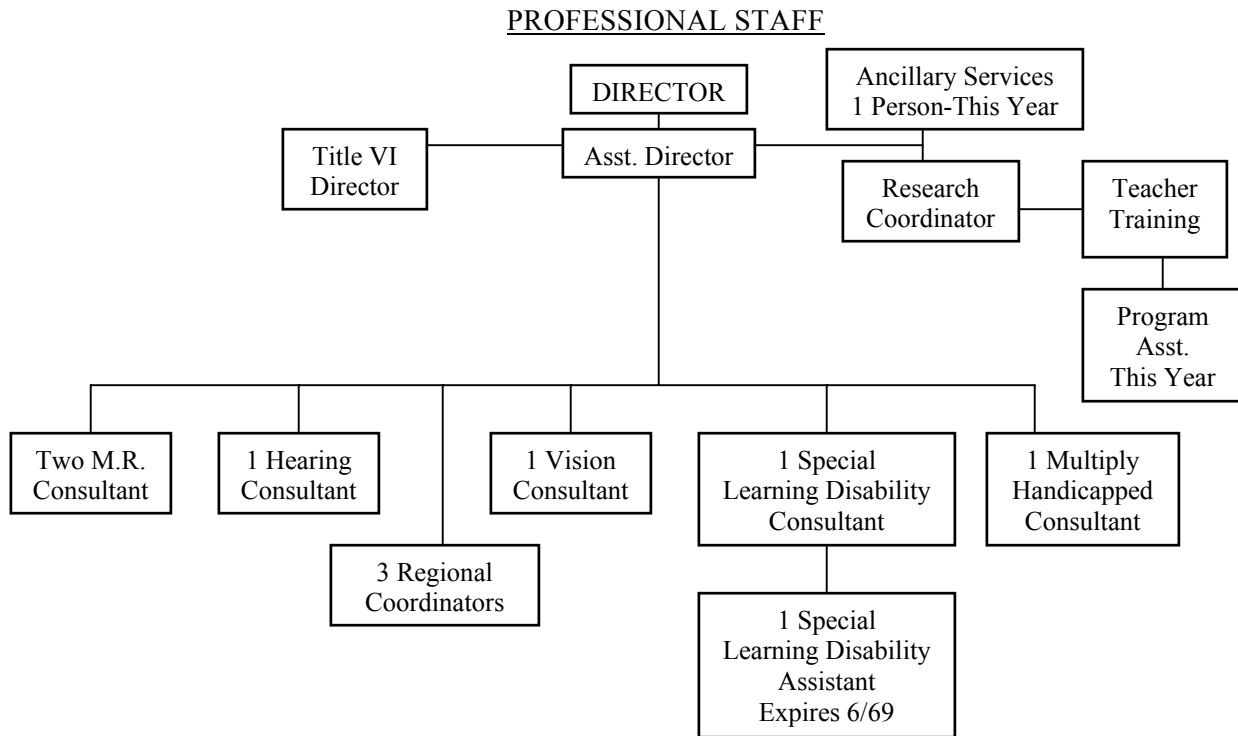 PROFESSIONAL STAFF
DIRECTOR
Ancillary Services
1 Person-This Year
Title VI
Director
Asst. Director
Research
Coordinator
Teacher
Training
Program
Asst.
This Year
Two M.R.
Consultant
1 Hearing
Consultant
1 Vision
Consultant
1 Special
Learning Disability
Consultant
1 Multiply
Handicapped
Consultant
3 Regional
Coordinators
1 Special
Learning Disability
Assistant
Expires 6/69